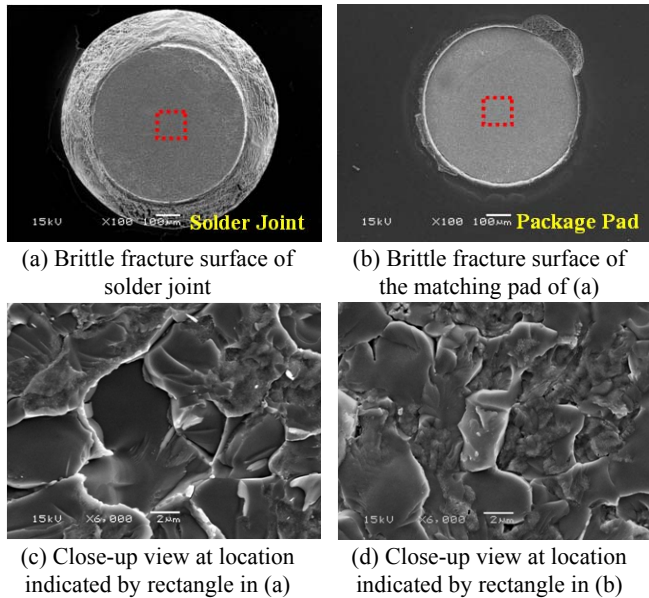 15kV X100 100μm Solder Joint
15kV X100 100μm Package Pad
(a) Brittle fracture surface of
solder joint
(b) Brittle fracture surface of
the matching pad of (a)
15kV X6,000 2μm
15kV X6,000 2μm
(c) Close-up view at location
indicated by rectangle in (a)
(d) Close-up view at location
indicated by rectangle in (b)